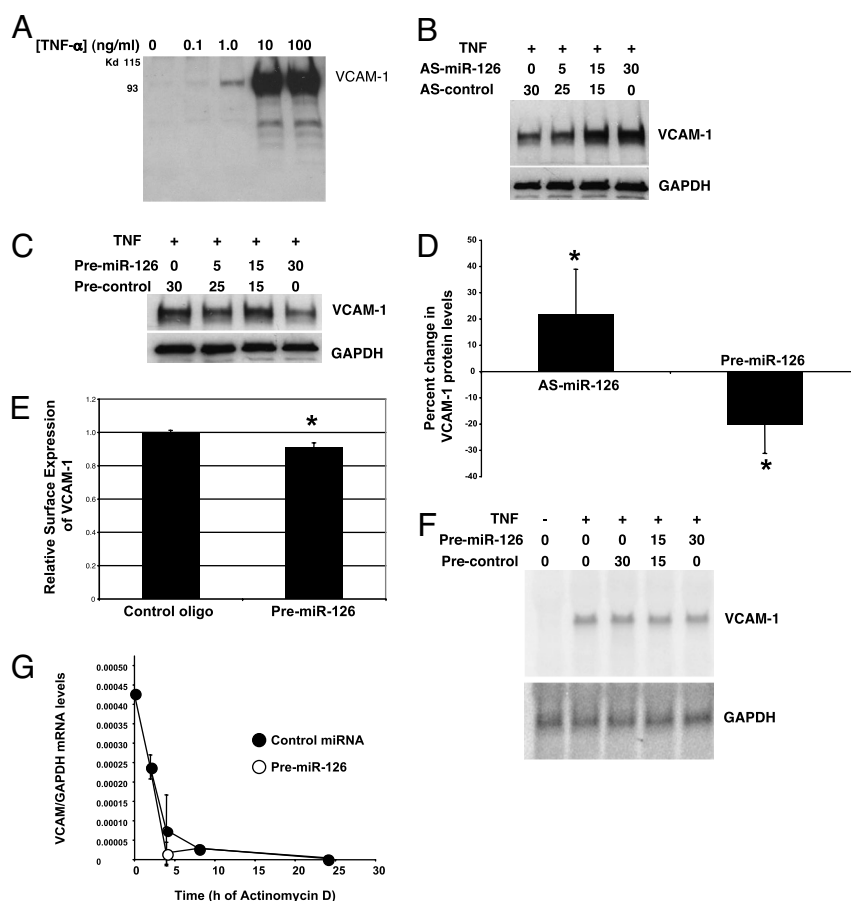 A
[TNF-α] (ng/ml) 0 0.1 1.0 10 100
Kd 115
93
VCAM-1
B
TNF + + + +
AS-miR-126 0 5 15 30
AS-control 30 25 15 0
VCAM-1
GAPDH
C
TNF + + + +
Pre-miR-126 0 5 15 30
Pre-control 30 25 15 0
VCAM-1
GAPDH
D
Percent change in
VCAM-1 protein levels
50
40
30
20
10
0
-10
-20
-30
-40
*
AS-miR-126
Pre-miR-126
*
E
Relative Surface Expression
of VCAM-1
1.2
1.0
0.8
0.6
0.4
0.2
0
*
Control oligo
Pre-miR-126
F
TNF - + + + +
Pre-miR-126 0 0 0 15 30
Pre-control 0 0 30 15 0
VCAM-1
GAPDH
G
VCAM/GAPDH mRNA levels
0.00050
0.00045
0.00040
0.00035
0.00030
0.00025
0.00020
0.00015
0.00010
0.00005
0
Control miRNA
Pre-miR-126
0 5 10 15 20 25 30
Time (h of Actinomycin D)